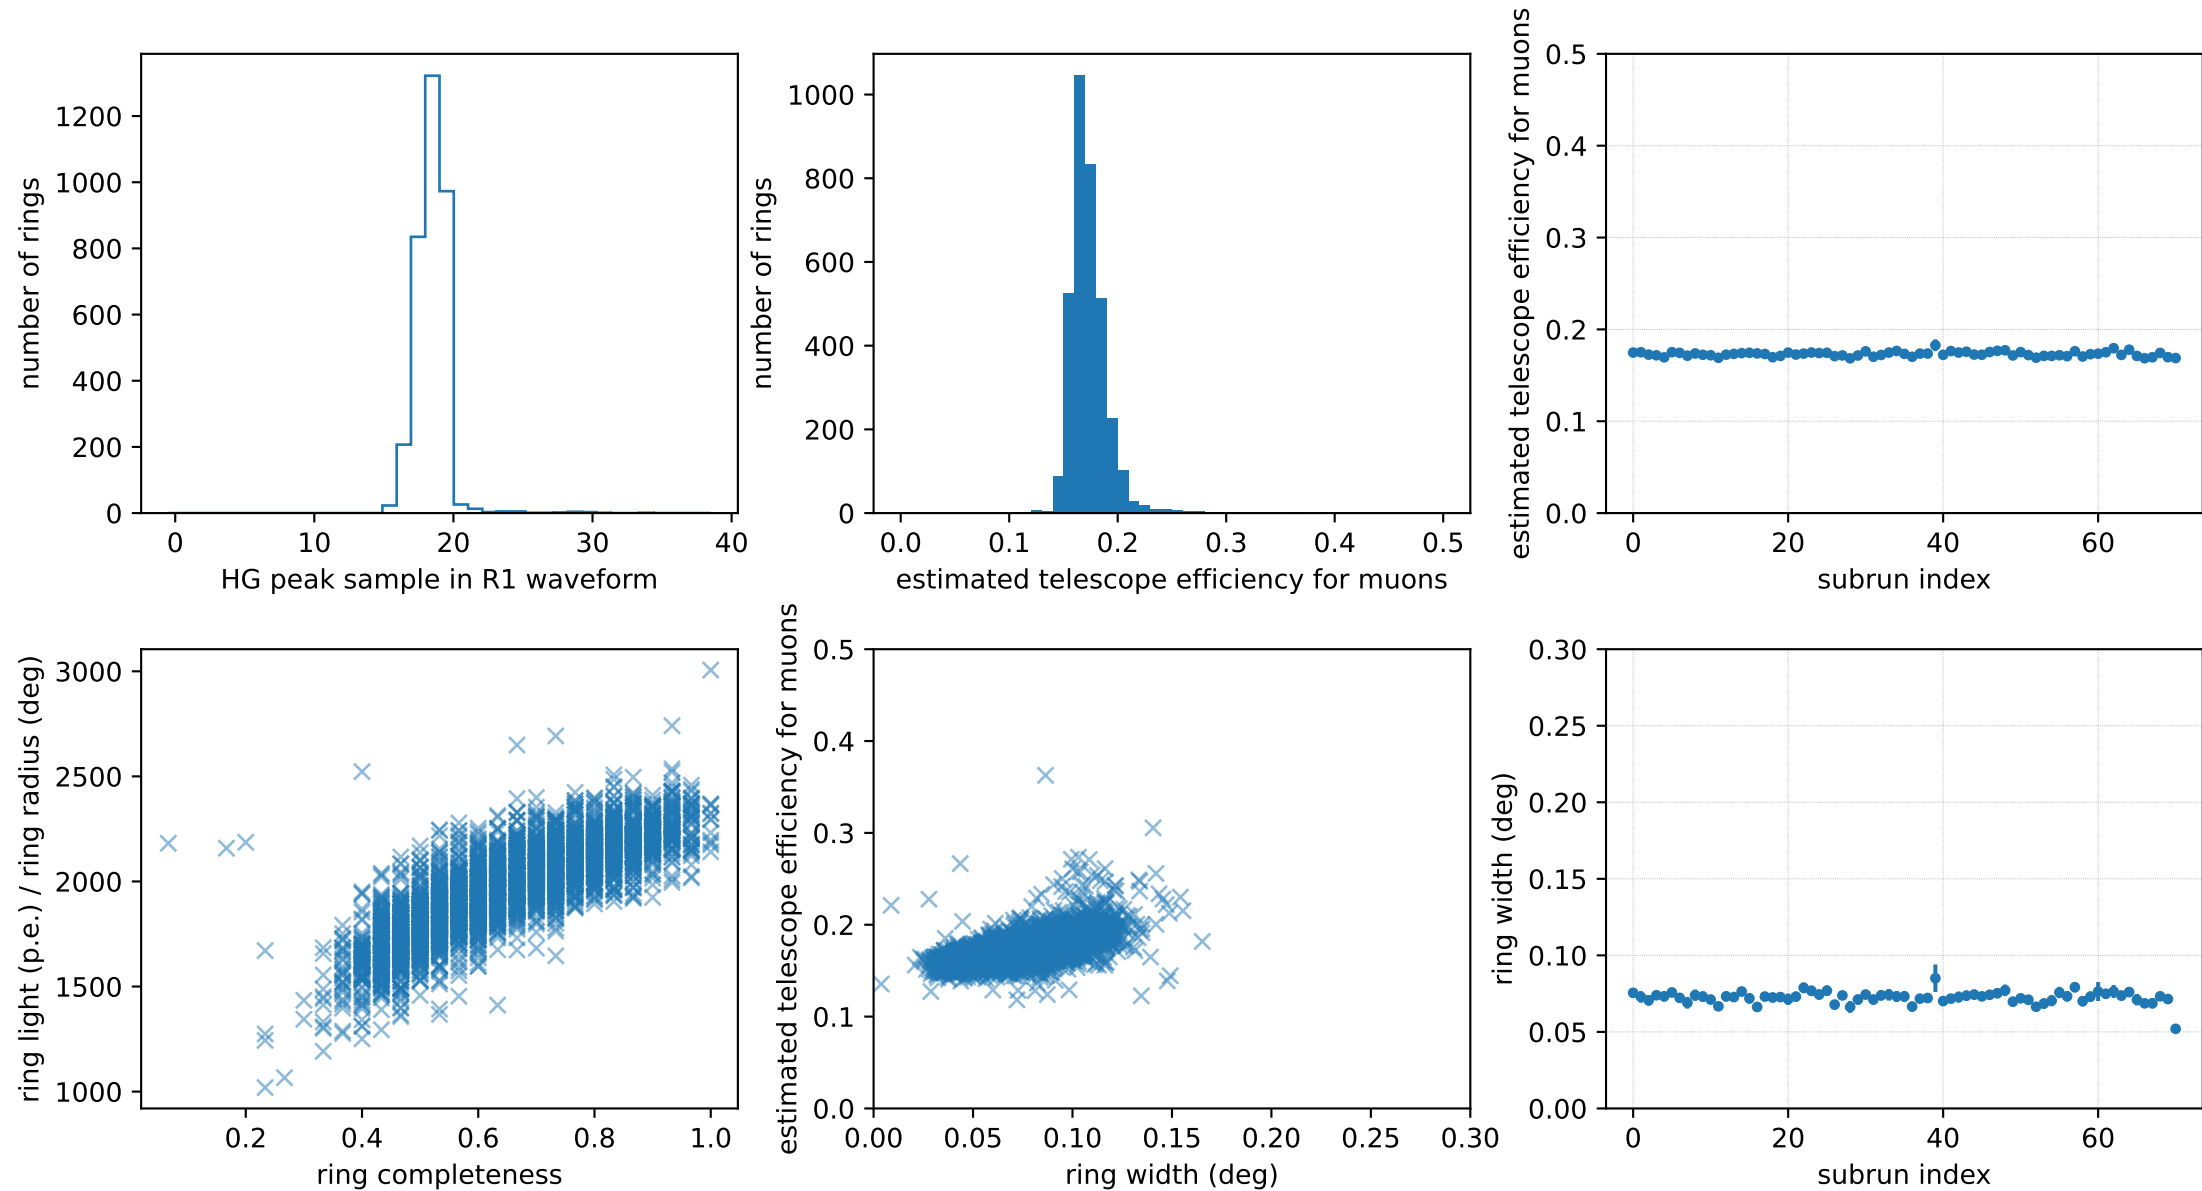 number of rings
1200
1000
800
600
400
200
0
0 10 20 30 40
HG peak sample in R1 waveform
number of rings
1000
800
600
400
200
0
0.0 0.1 0.2 0.3 0.4 0.5
estimated telescope efficiency for muons
estimated telescope efficiency for muons
0.5
0.4
0.3
0.2
0.1
0.0
0 20 40 60
subrun index
ring light (p.e.) / ring radius (deg)
3000
2500
2000
1500
1000
0.2 0.4 0.6 0.8 1.0
ring completeness
estimated telescope efficiency for muons
0.5
0.4
0.3
0.2
0.1
0.0
0.00 0.05 0.10 0.15 0.20 0.25 0.30
ring width (deg)
ring width (deg)
0.30
0.25
0.20
0.15
0.10
0.05
0.00
0 20 40 60
subrun index